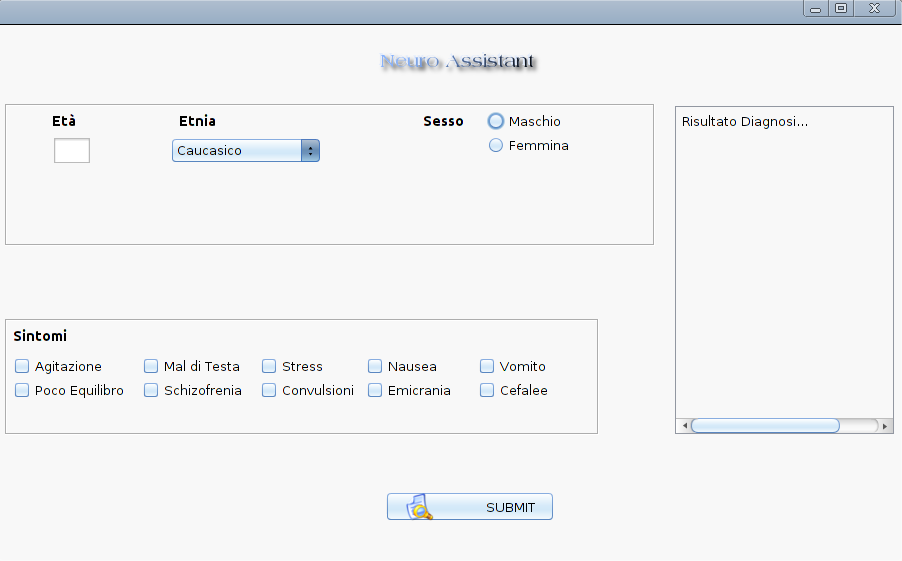 Neuro Assistant
Età Etnia Sesso Maschio
Caucasico Femmina
Risultato Diagnosi...
Sintomi
Agitazione Mal di Testa Stress Nausea Vomito
Poco Equilibro Schizofrenia Convulsioni Emicrania Cefalee
SUBMIT